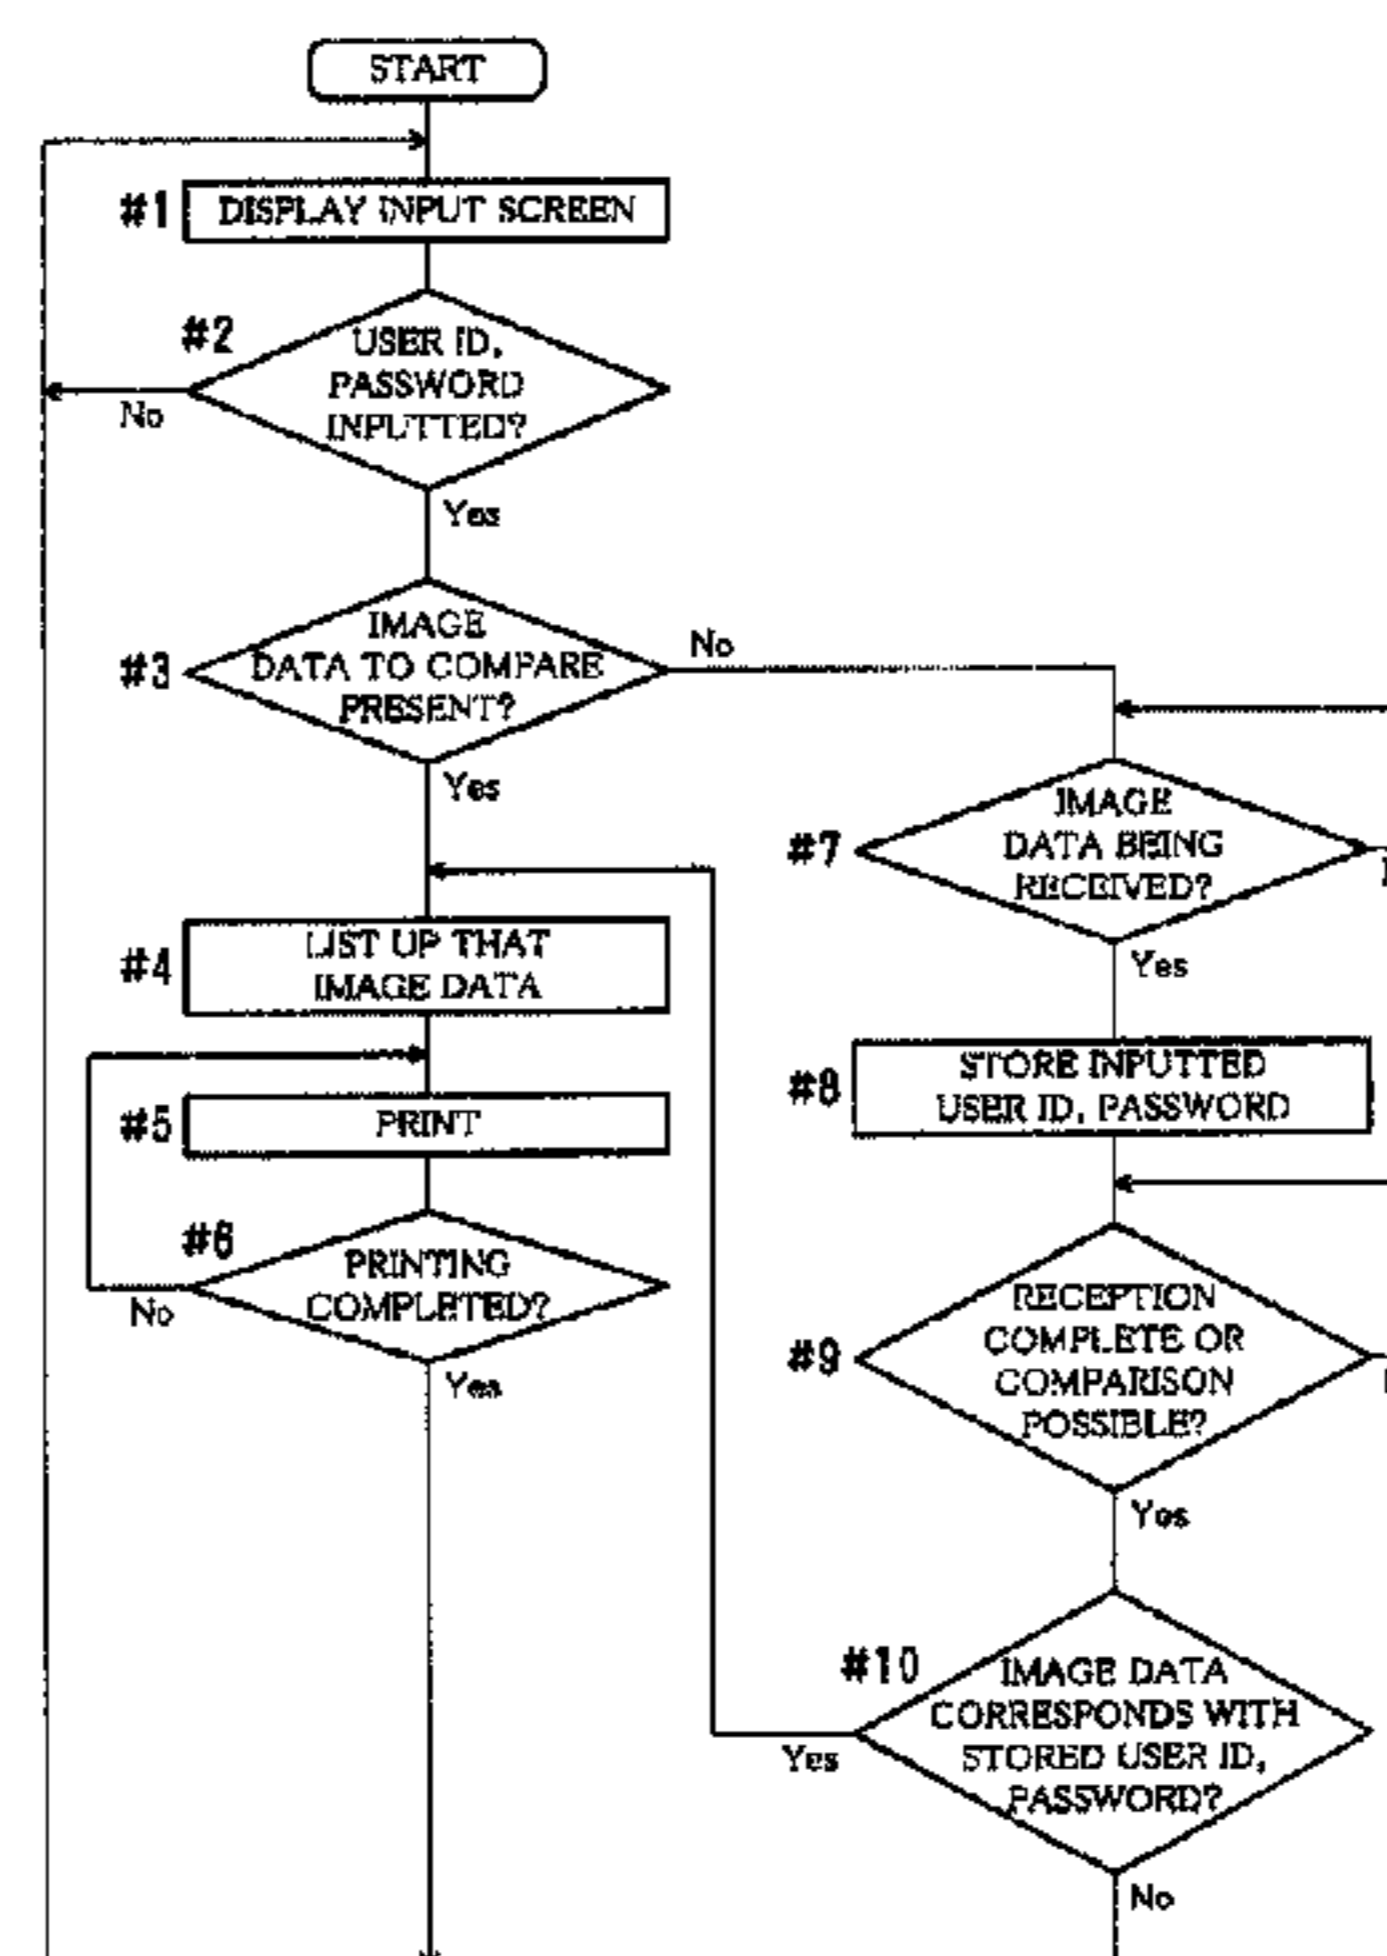 START
#1 DISPLAY INPUT SCREEN
#2
USER ID,
PASSWORD
INPUTTED?
No
Yes
#3
IMAGE
DATA TO COMPARE
PRESENT?
No
Yes
#4
LIST UP THAT
IMAGE DATA
#5 PRINT
#6
PRINTING
COMPLETED?
No
Yes
#7
IMAGE
DATA BEING
RECEIVED?
Yes
#8
STORE INPUTTED
USER ID, PASSWORD
#9
RECEPTION
COMPLETE OR
COMPARISON
POSSIBLE?
Yes
#10
IMAGE DATA
CORRESPONDS WITH
STORED USER ID,
PASSWORD?
Yes
No